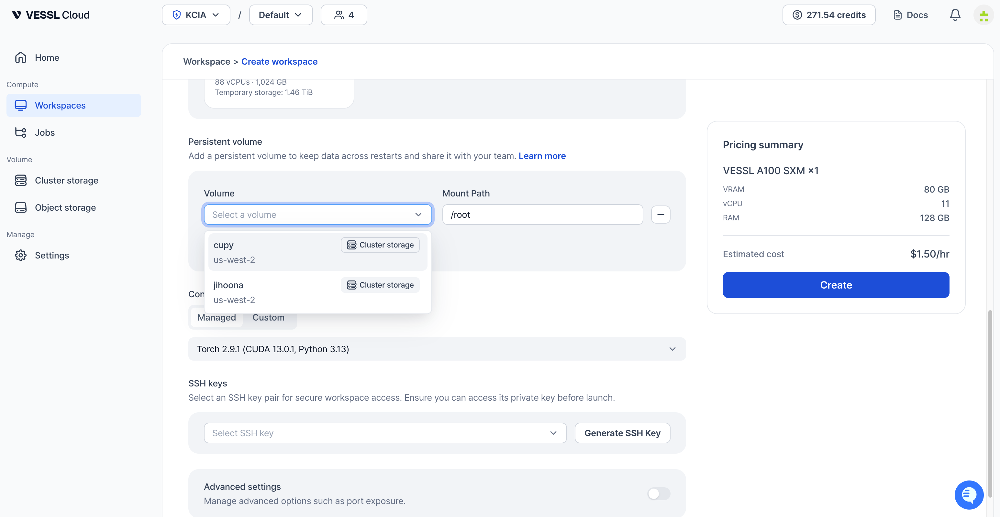 VESSL Cloud
KCIA
/
Default
4
271.54 credits
Docs
Home
Compute
Workspaces
Jobs
Volume
Cluster storage
Object storage
Manage
Settings
Workspace > Create workspace
88 vCPUs · 1,024 GB
Temporary storage: 1.46 TiB
Persistent volume
Add a persistent volume to keep data across restarts and share it with your team. Learn more
Volume
Mount Path
Select a volume
/root
cupy
Cluster storage
us-west-2
jihoona
Cluster storage
us-west-2
Con
Managed
Custom
Torch 2.9.1 (CUDA 13.0.1, Python 3.13)
SSH keys
Select an SSH key pair for secure workspace access. Ensure you can access its private key before launch.
Select SSH key
Generate SSH Key
Advanced settings
Manage advanced options such as port exposure.
Pricing summary
VESSL A100 SXM ×1
VRAM 80 GB
vCPU 11
RAM 128 GB
Estimated cost $1.50/hr
Create